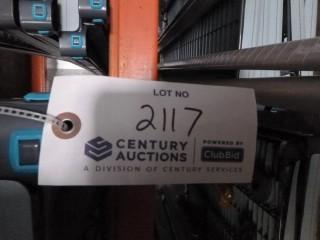 LOT NO
2117
CENTURY
AUCTIONS
POWERED BY
ClubBid
A DIVISION OF CENTURY SERVICES